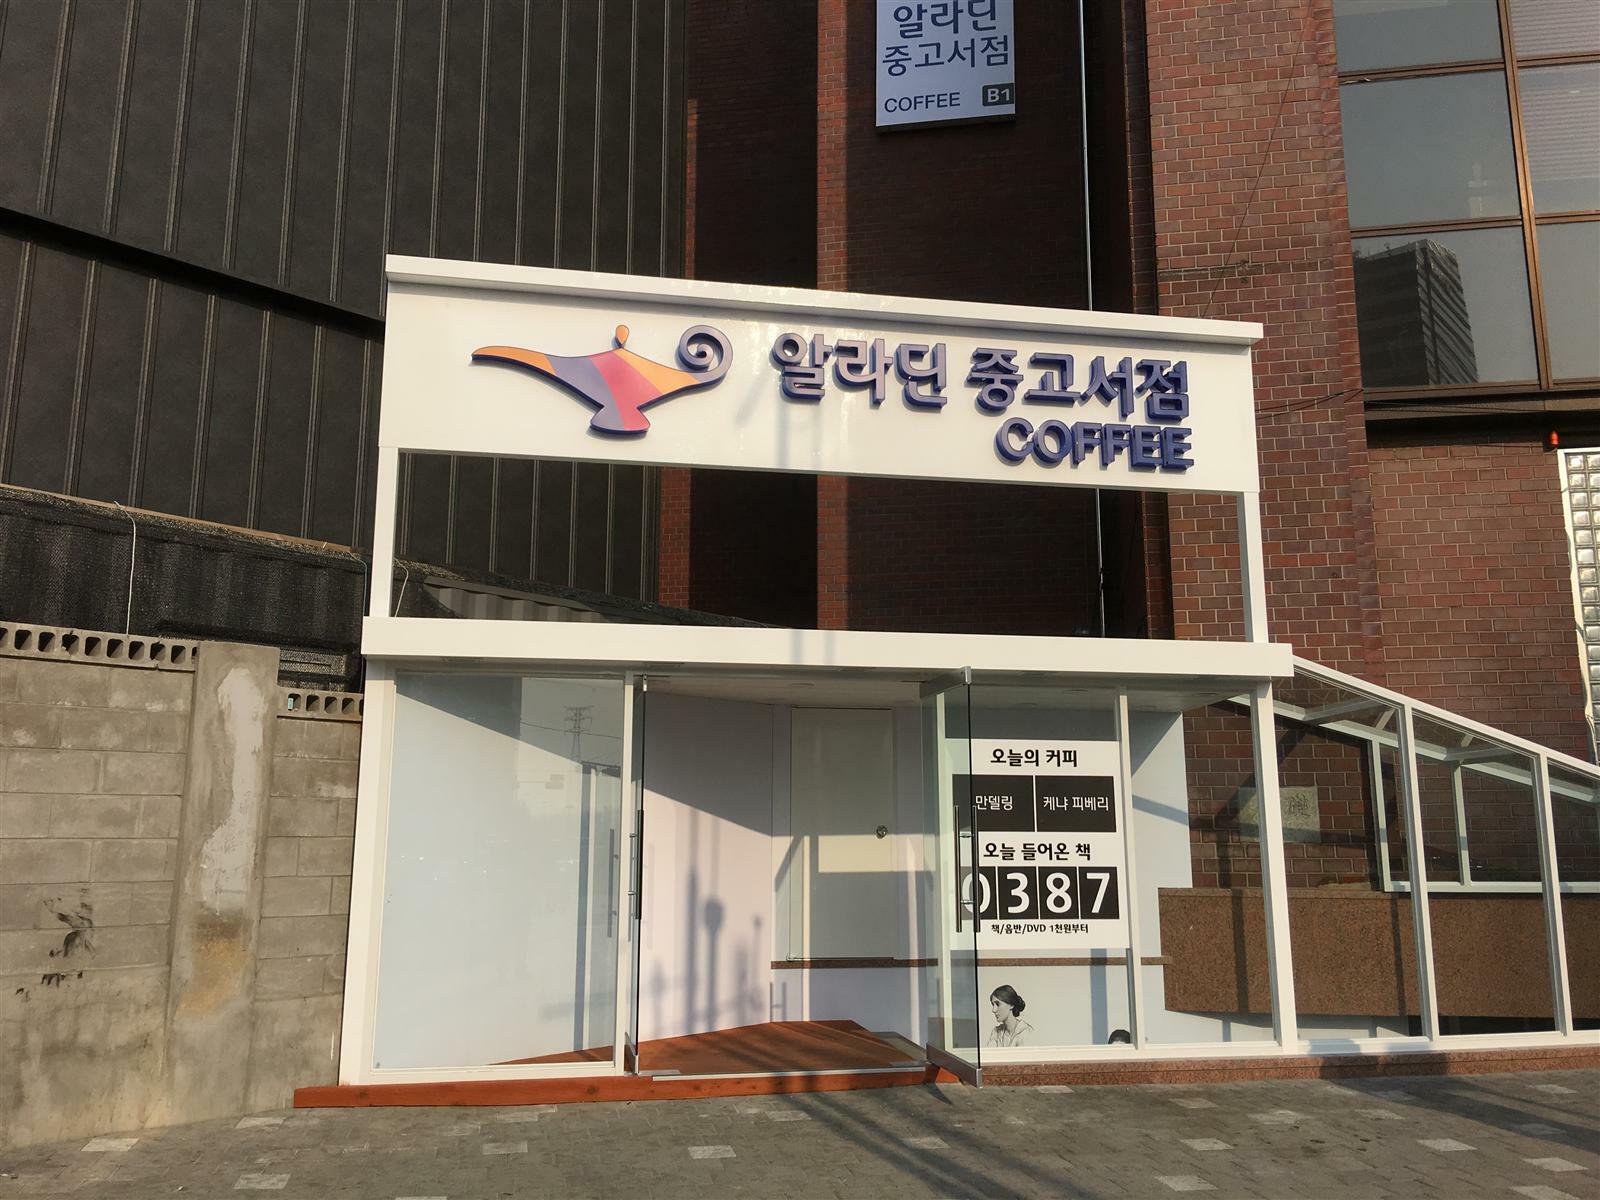 알라딘
중고서점
COFFEE B1
알라딘 중고서점
COFFEE
오늘의 커피
만델링 케냐 피베리
오늘 들어온 책
0387
책/음반/DVD 1천원부터